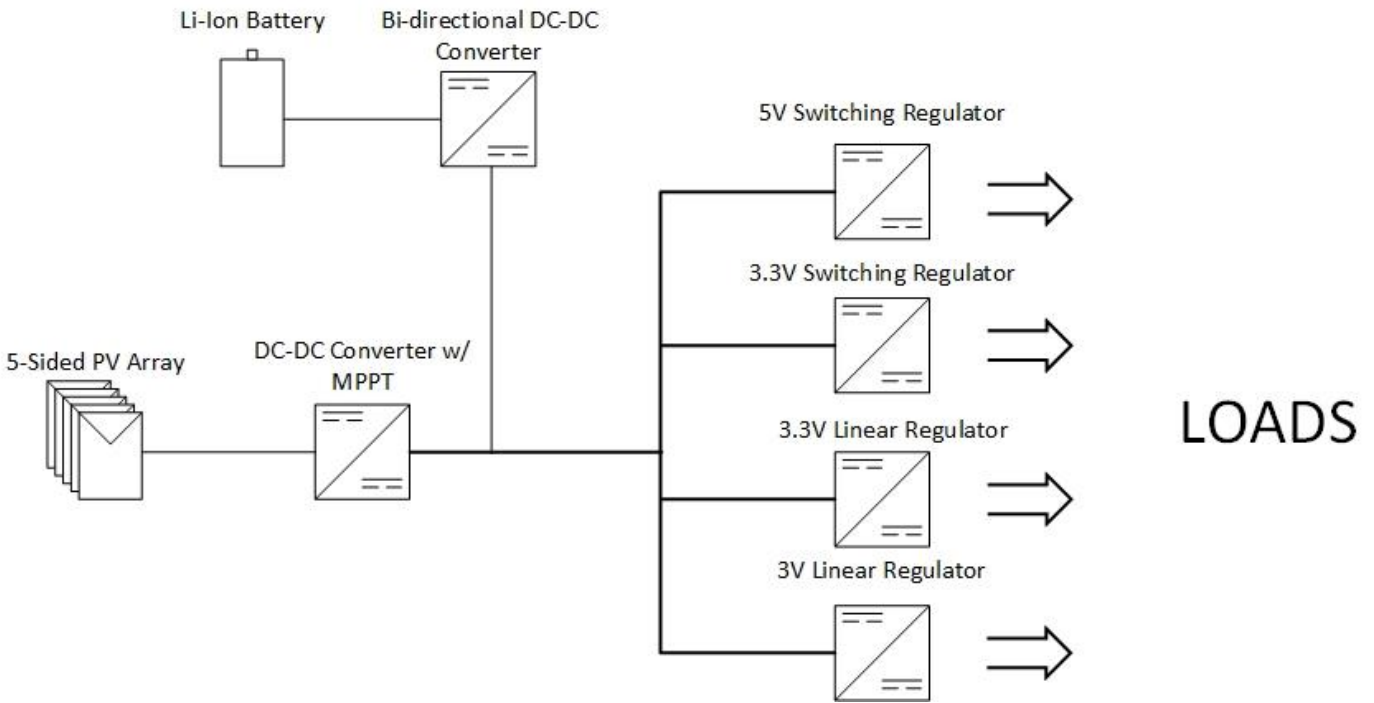 Li-Ion Battery
Bi-directional DC-DC
Converter
5V Switching Regulator
3.3V Switching Regulator
5-Sided PV Array
DC-DC Converter w/
MPPT
3.3V Linear Regulator
LOADS
3V Linear Regulator